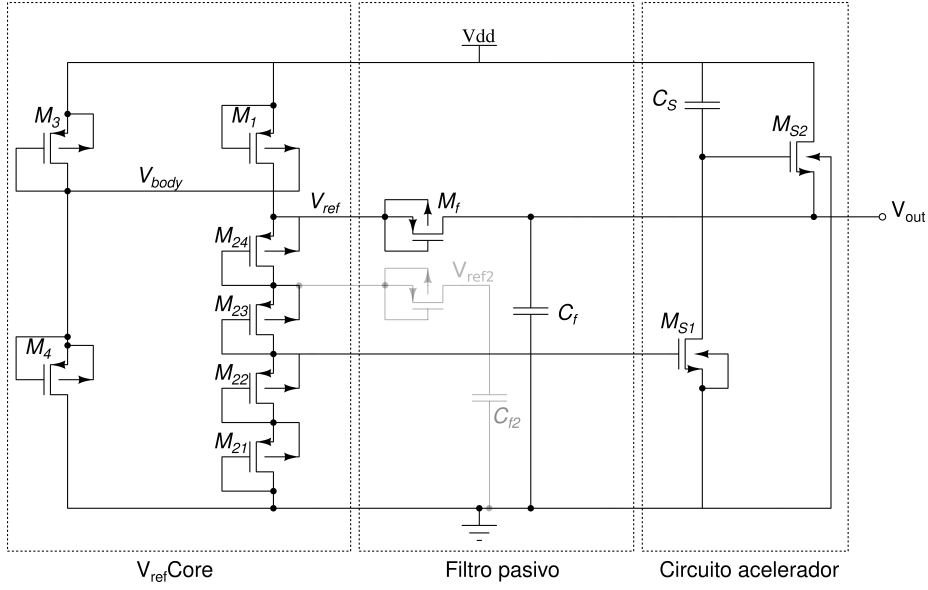 Vdd
M3
M1
CS
MS2
Vbody
Vref
Mf
Vout
M24
Vref2
M23
Cf
MS1
M4
M22
Cf2
M21
VrefCore
Filtro pasivo
Circuito acelerador